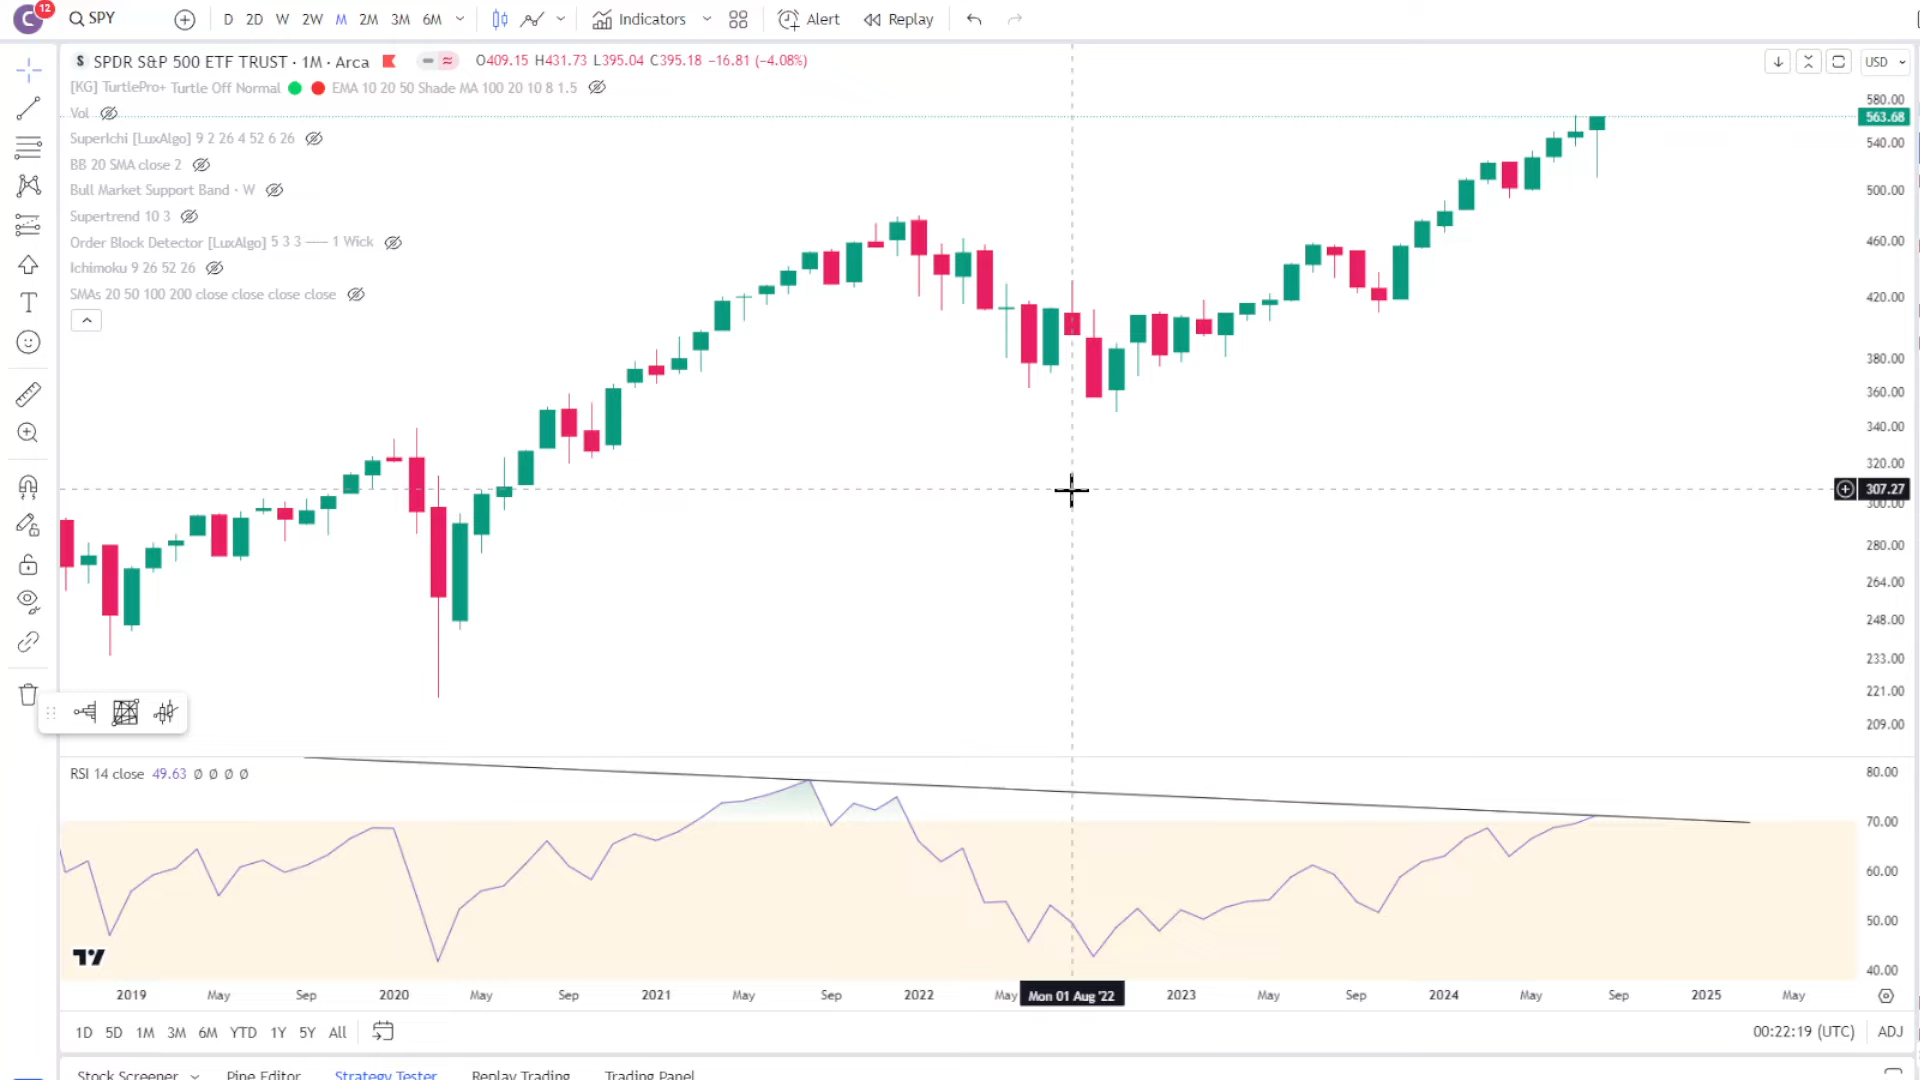 C 12 SPY D 2D W 2W M 2M 3M 6M Indicators Alert Replay
S SPDR S&P 500 ETF TRUST · 1M · Arca O409.15 H431.73 L395.04 C395.18 −16.81 (−4.08%) USD
[KG] TurtlePro+ Turtle Off Normal EMA 10 20 50 Shade MA 100 20 10 8 1.5
Vol
SuperIchi [LuxAlgo] 9 2 26 4 52 6 26
BB 20 SMA close 2
Bull Market Support Band · W
Supertrend 10 3
Order Block Detector [LuxAlgo] 5 3 3 —— 1 Wick
Ichimoku 9 26 52 26
SMAs 20 50 100 200 close close close close
580.00
563.68
540.00
500.00
460.00
420.00
380.00
360.00
340.00
320.00
307.27
300.00
280.00
264.00
248.00
233.00
221.00
209.00
RSI 14 close 49.63 Ø Ø Ø Ø
80.00
70.00
60.00
50.00
40.00
2019 May Sep 2020 May Sep 2021 May Sep 2022 May Mon 01 Aug '22 2023 May Sep 2024 May Sep 2025 May
1D 5D 1M 3M 6M YTD 1Y 5Y All 00:22:19 (UTC) ADJ
Stock Screener Pine Editor Strategy Tester Replay Trading Trading Panel